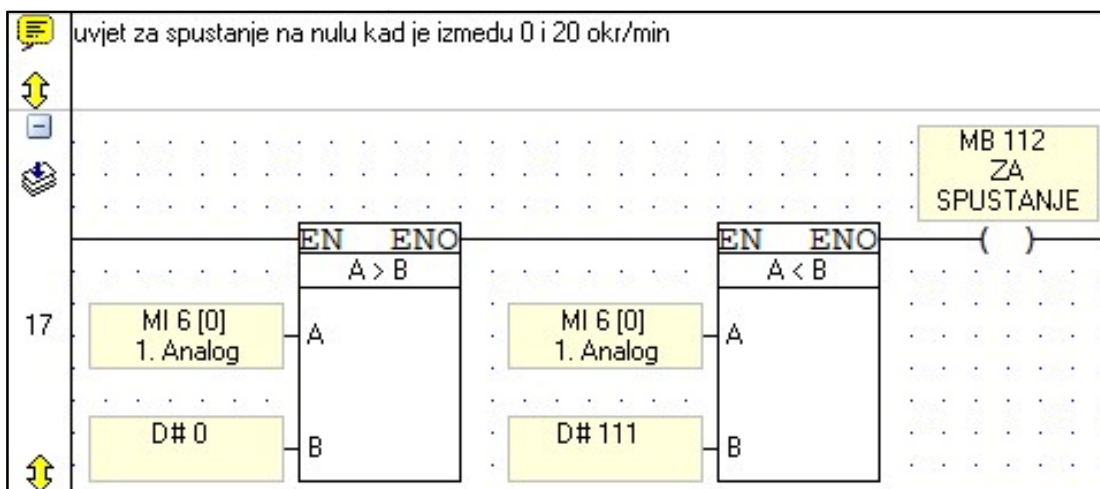 uvjet za spustanje na nulu kad je izmedu 0 i 20 okr/min
MB 112
ZA
SPUSTANJE
EN ENO
A > B
EN ENO
A < B
( )
17
MI 6 [0]
1. Analog
A
MI 6 [0]
1. Analog
A
D# 0
B
D# 111
B